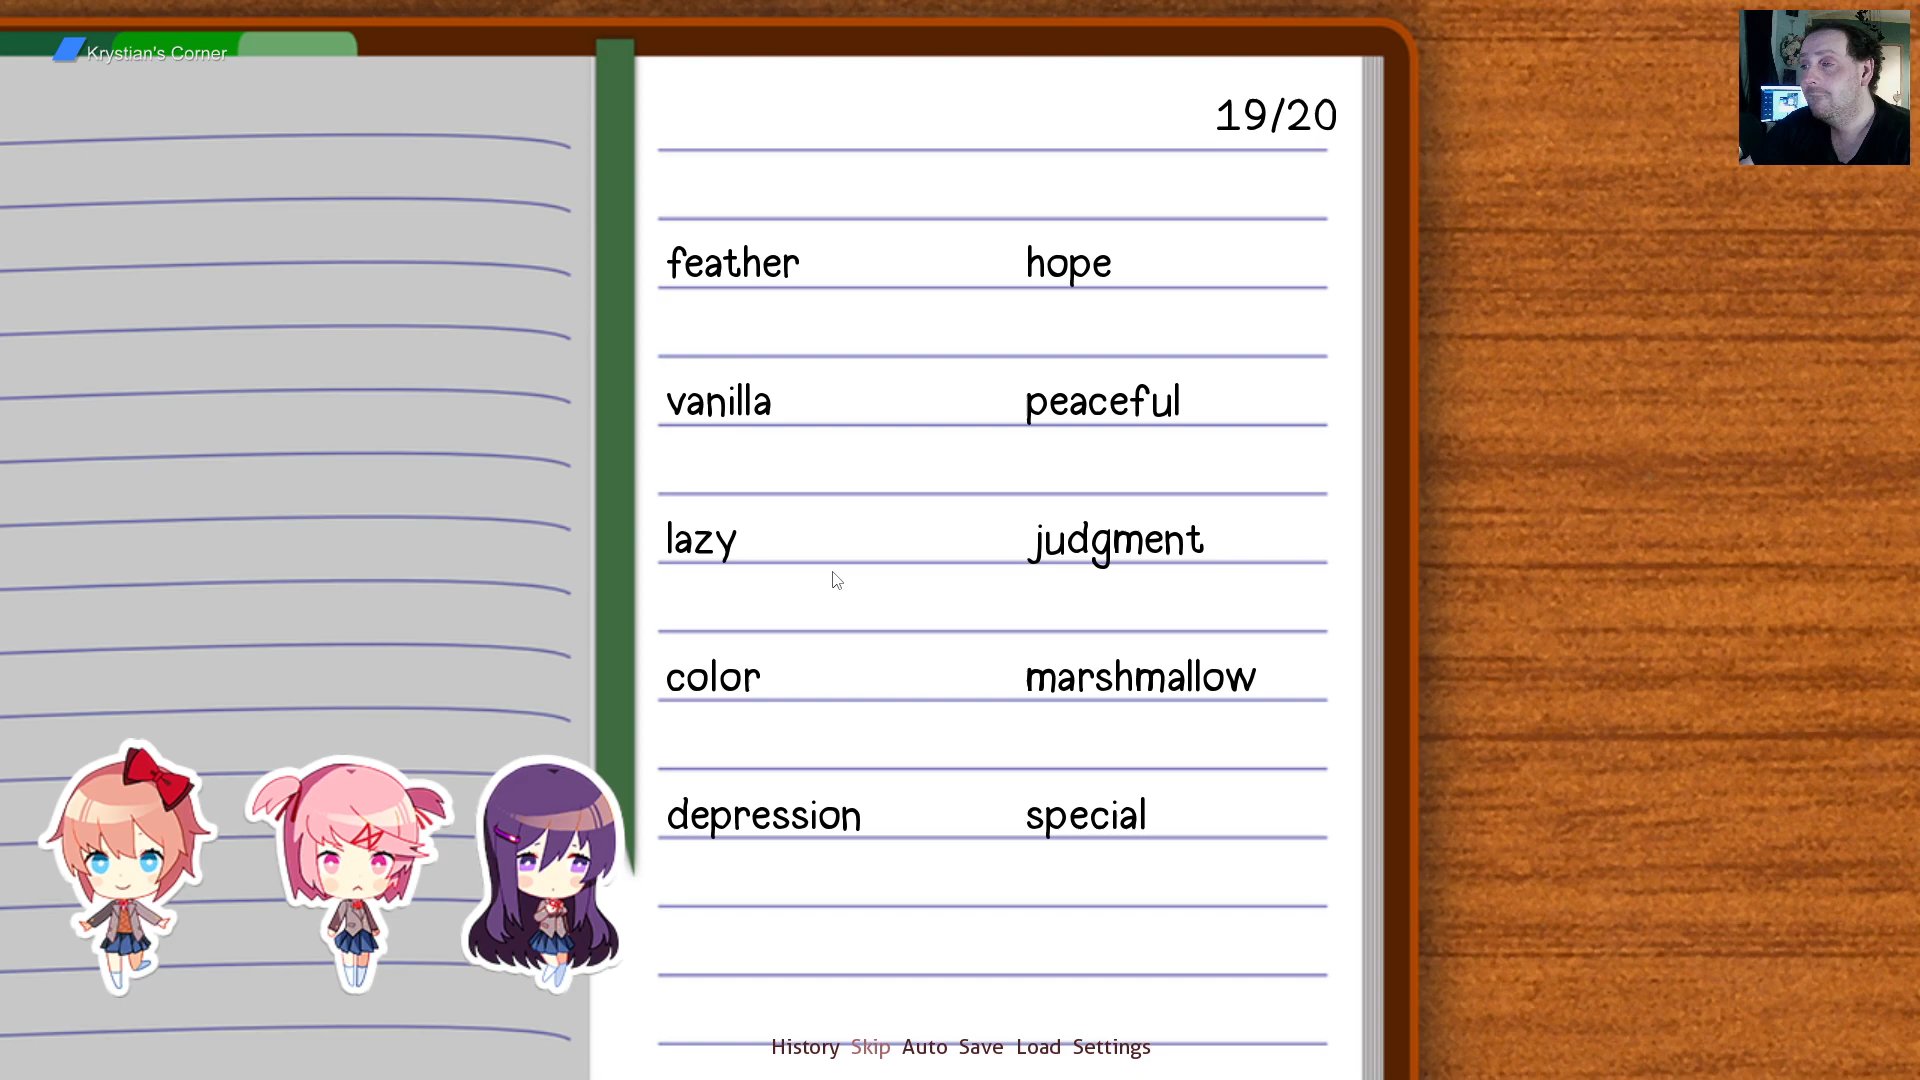 Krystian's Corner
19/20
feather hope
vanilla peaceful
lazy judgment
color marshmallow
depression special
History Skip Auto Save Load Settings